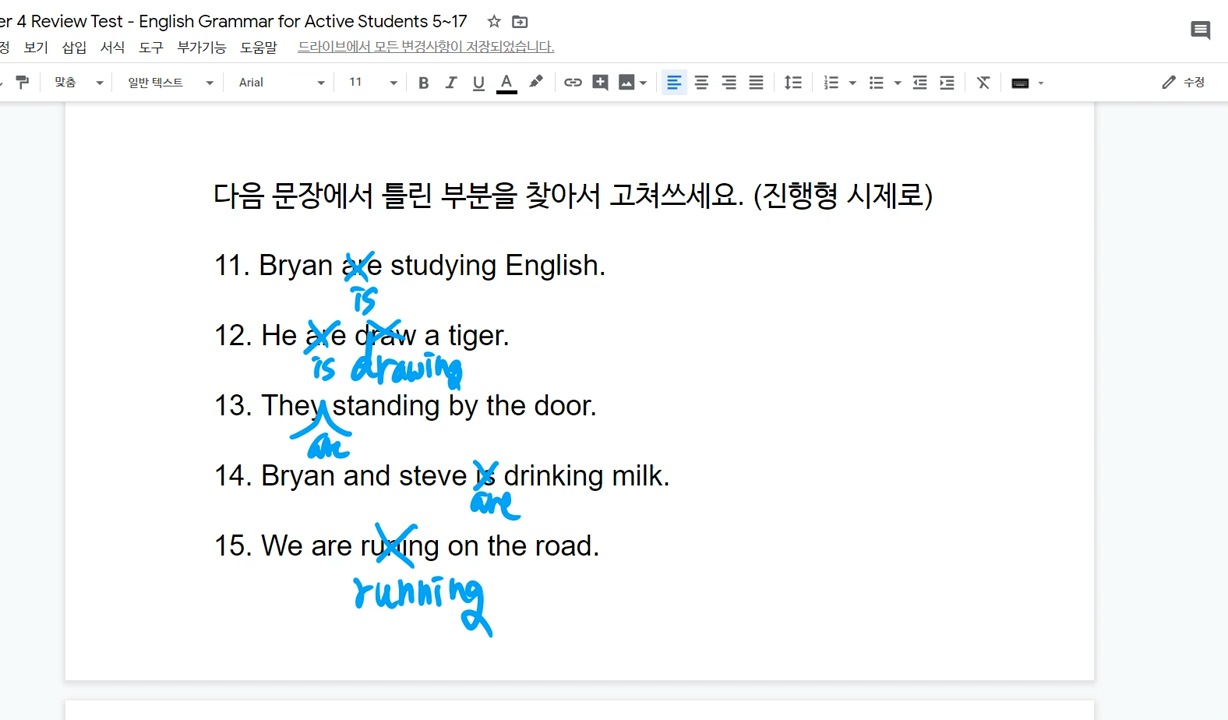 er 4 Review Test - English Grammar for Active Students 5~17
정 보기 삽입 서식 도구 부가기능 도움말 드라이브에서 모든 변경사항이 저장되었습니다.
맞춤 일반 텍스트 Arial 11 B I U A 수정
다음 문장에서 틀린 부분을 찾아서 고쳐쓰세요. (진행형 시제로)
11. Bryan are studying English.
is
12. He are draw a tiger.
is drawing
13. They standing by the door.
are
14. Bryan and steve is drinking milk.
are
15. We are runing on the road.
running